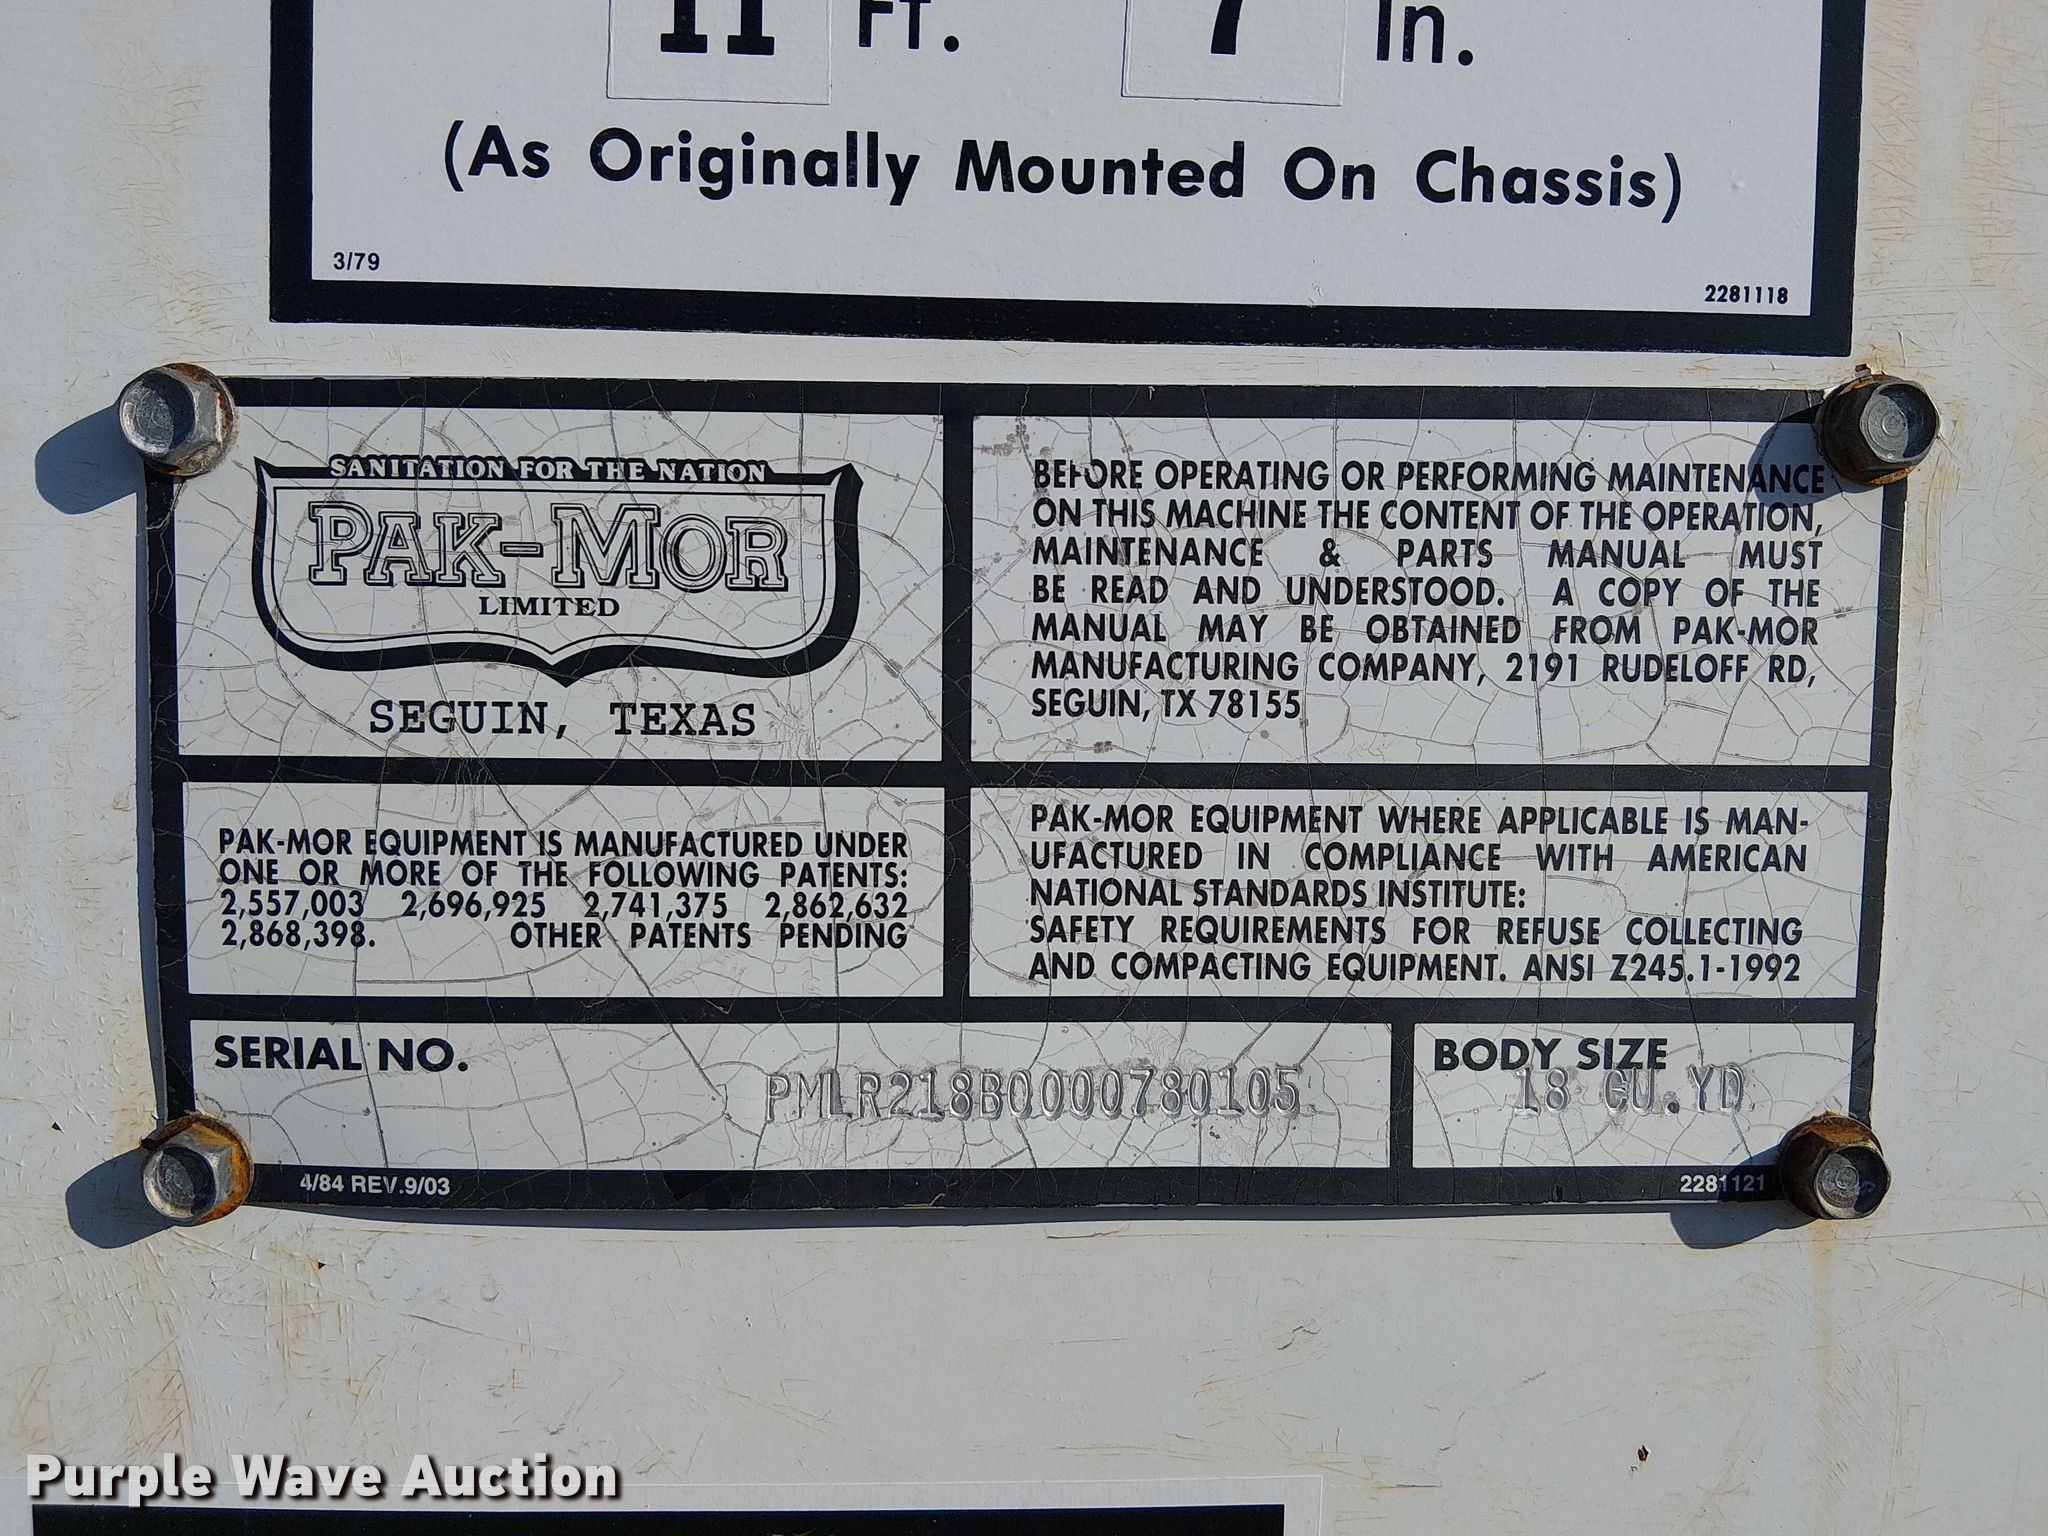 11 Ft. 7 In.
(As Originally Mounted On Chassis)
3/79
2281118
SANITATION FOR THE NATION
PAK-MOR
LIMITED
SEGUIN, TEXAS
BEFORE OPERATING OR PERFORMING MAINTENANCE
ON THIS MACHINE THE CONTENT OF THE OPERATION,
MAINTENANCE & PARTS MANUAL MUST
BE READ AND UNDERSTOOD. A COPY OF THE
MANUAL MAY BE OBTAINED FROM PAK-MOR
MANUFACTURING COMPANY, 2191 RUDELOFF RD,
SEGUIN, TX 78155
PAK-MOR EQUIPMENT IS MANUFACTURED UNDER
ONE OR MORE OF THE FOLLOWING PATENTS:
2,557,003 2,696,925 2,741,375 2,862,632
2,868,398. OTHER PATENTS PENDING
PAK-MOR EQUIPMENT WHERE APPLICABLE IS MAN-
UFACTURED IN COMPLIANCE WITH AMERICAN
NATIONAL STANDARDS INSTITUTE:
SAFETY REQUIREMENTS FOR REFUSE COLLECTING
AND COMPACTING EQUIPMENT. ANSI Z245.1-1992
SERIAL NO.
PMLR218B0000780105
BODY SIZE
18 CU.YD
4/84 REV.9/03
2281121
Purple Wave Auction